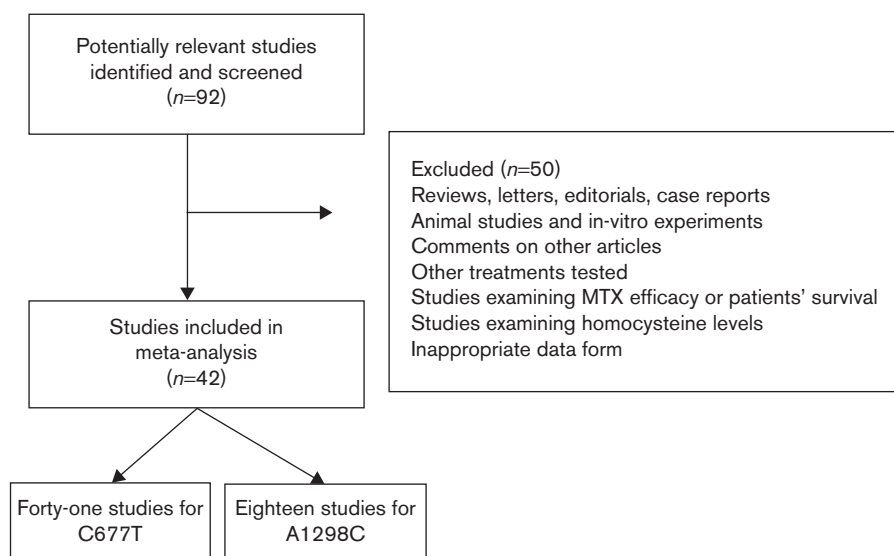 Potentially relevant studies
identified and screened
(n=92)
Excluded (n=50)
Reviews, letters, editorials, case reports
Animal studies and in-vitro experiments
Comments on other articles
Other treatments tested
Studies examining MTX efficacy or patients' survival
Studies examining homocysteine levels
Inappropriate data form
Studies included in
meta-analysis
(n=42)
Forty-one studies for
C677T
Eighteen studies for
A1298C